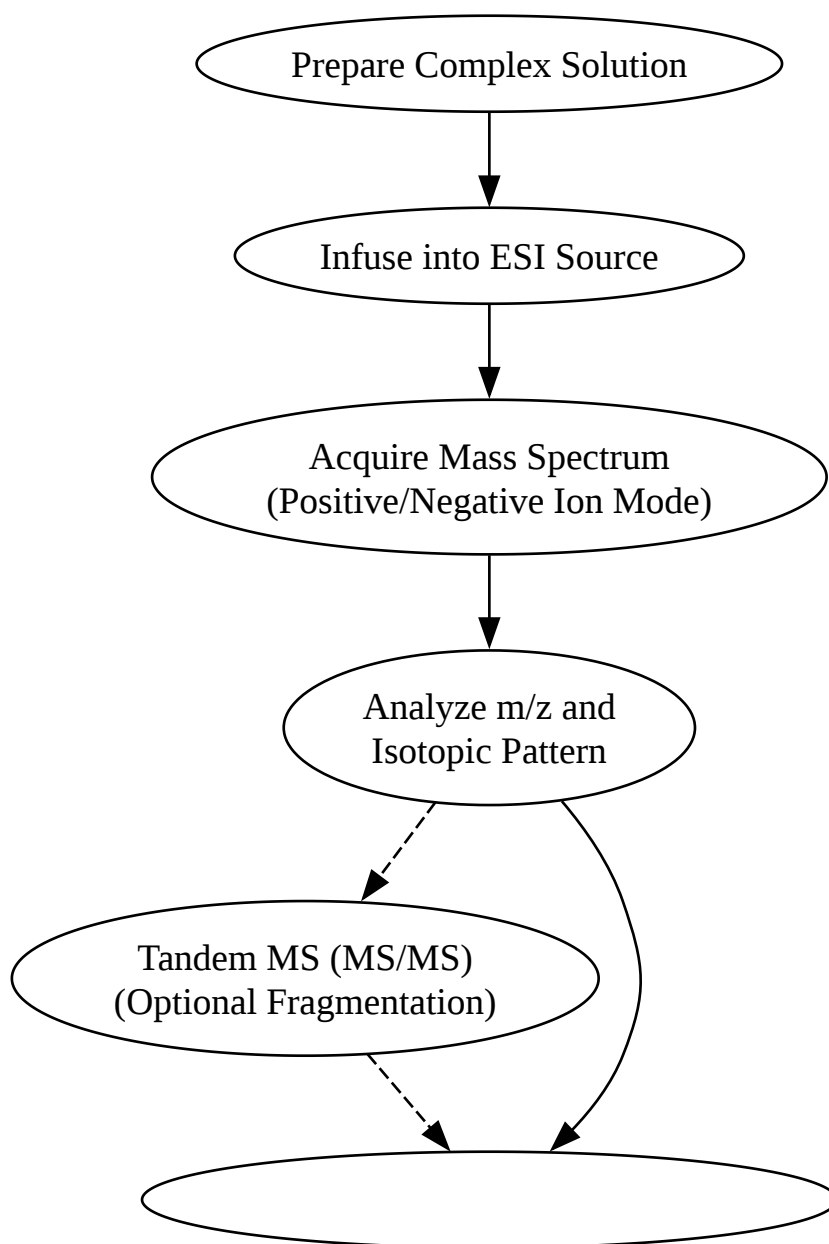 Prepare Complex Solution
Infuse into ESI Source
Acquire Mass Spectrum
(Positive/Negative Ion Mode)
Analyze m/z and
Isotopic Pattern
Tandem MS (MS/MS)
(Optional Fragmentation)